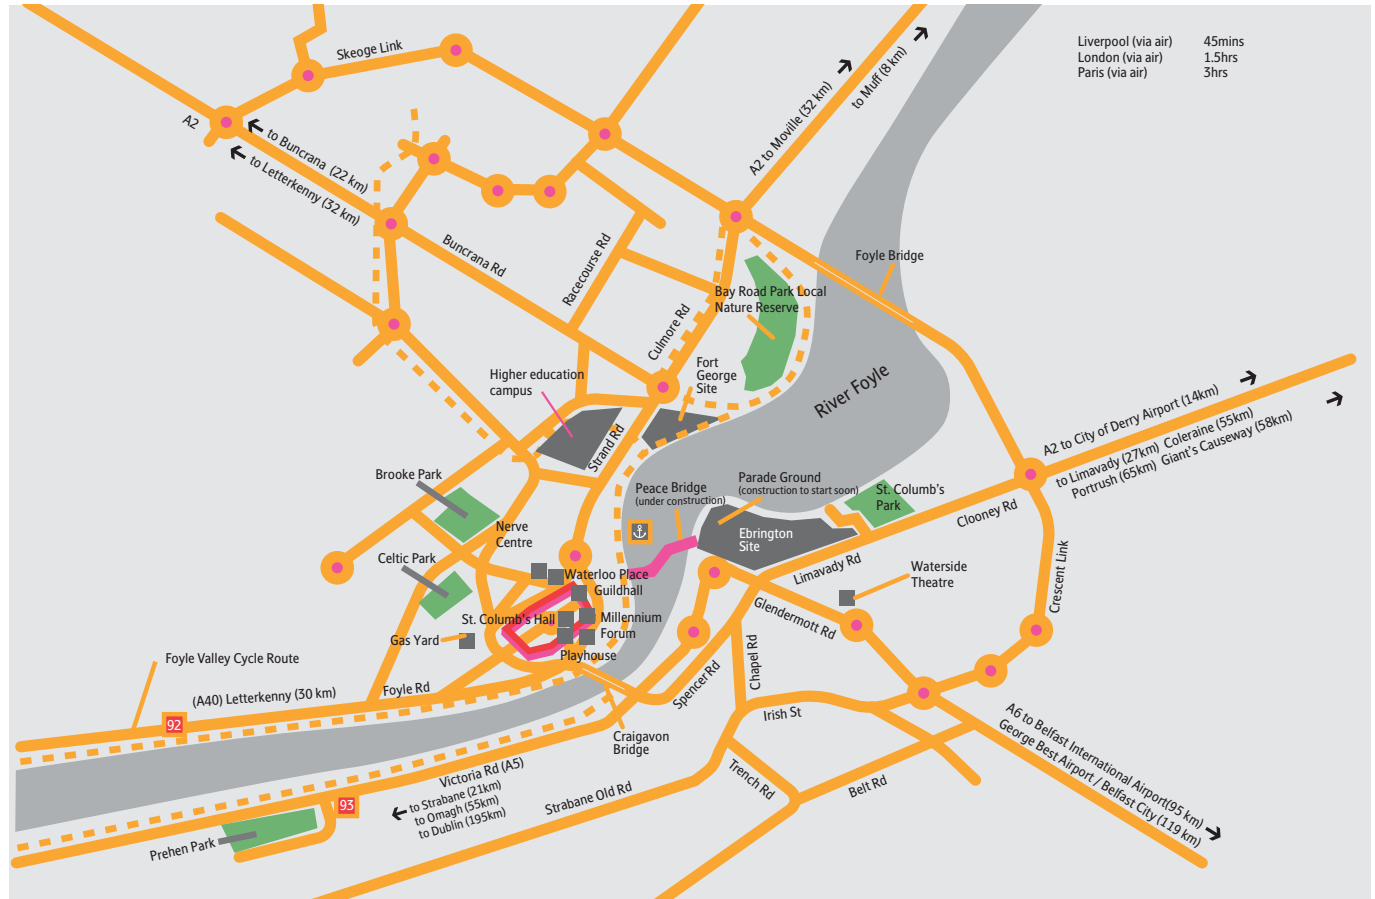 Liverpool (via air) 45mins
London (via air) 1.5hrs
Paris (via air) 3hrs
Skeoge Link
A2
to Buncrana (22 km)
to Letterkenny (32 km)
A2 to Moville (32 km)
to Muff (8 km)
Buncrana Rd
Racecourse Rd
Culmore Rd
Foyle Bridge
Bay Road Park Local
Nature Reserve
Higher education
campus
Fort
George
Site
River Foyle
Strand Rd
A2 to City of Derry Airport (14km)
to Limavady (27km) Coleraine (55km)
Portrush (65km) Giant's Causeway (58km)
Brooke Park
Peace Bridge
(under construction)
Parade Ground
(construction to start soon)
St. Columb's
Park
Clooney Rd
Nerve
Centre
Ebrington
Site
Celtic Park
Waterloo Place
Guildhall
Limavady Rd
Waterside
Theatre
Crescent Link
St. Columb's Hall
Millennium
Forum
Glendermott Rd
Gas Yard
Playhouse
Foyle Valley Cycle Route
(A40) Letterkenny (30 km)
92
Foyle Rd
Spencer Rd
Chapel Rd
Irish St
Craigavon
Bridge
A6 to Belfast International Airport(95 km)
George Best Airport / Belfast City (119 km)
Victoria Rd (A5)
to Strabane (21km)
to Omagh (55km)
to Dublin (195km)
93
Strabane Old Rd
Trench Rd
Belt Rd
Prehen Park